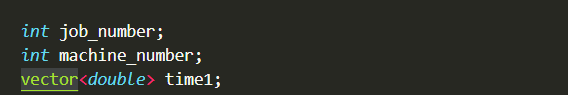 int job_number;
int machine_number;
vector<double> time1;